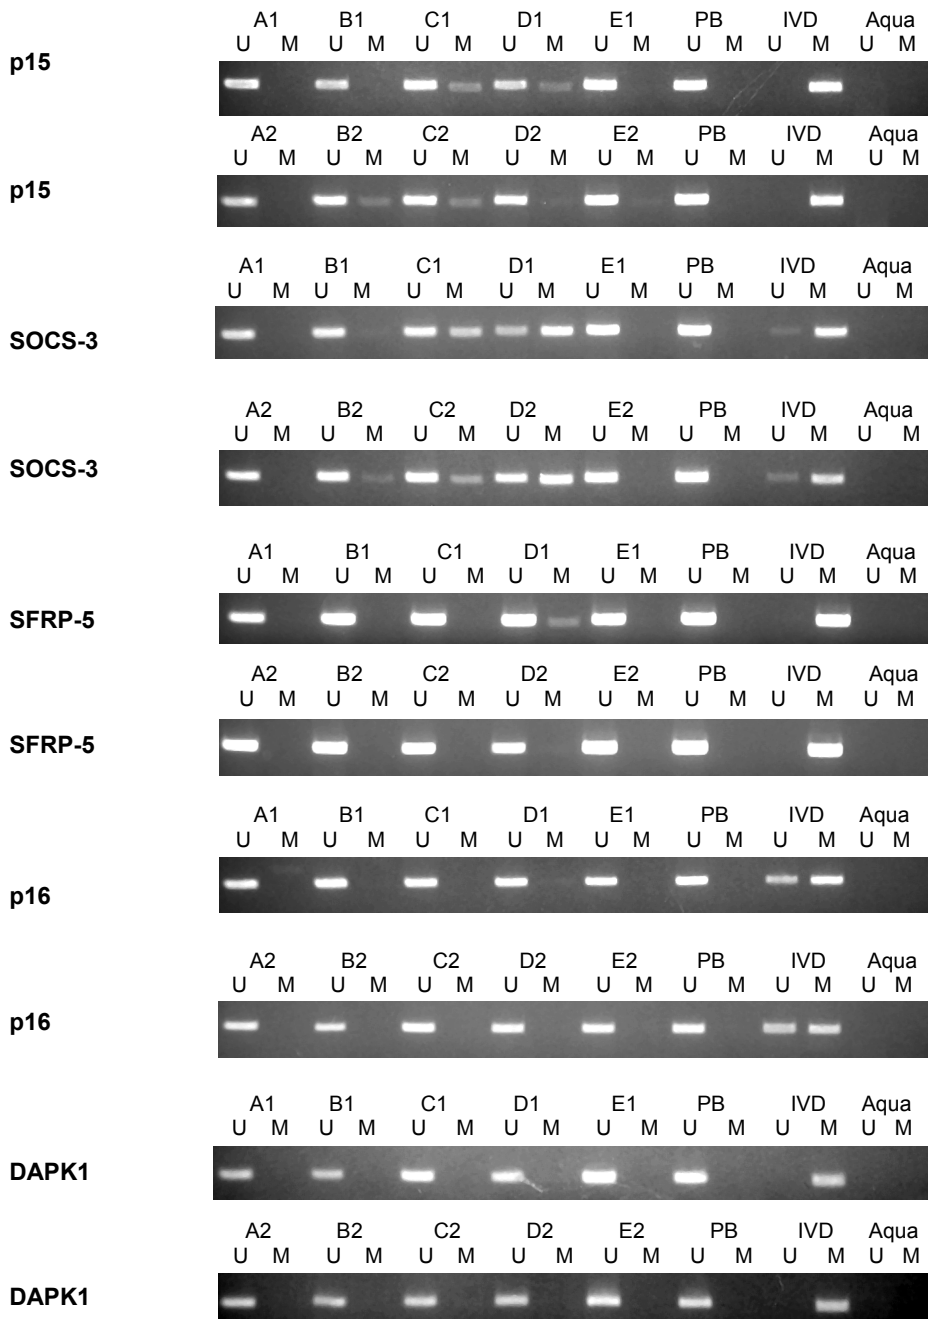 A1 B1 C1 D1 E1 PB IVD Aqua
U M U M U M U M U M U M U M U M
p15
A2 B2 C2 D2 E2 PB IVD Aqua
U M U M U M U M U M U M U M U M
p15
A1 B1 C1 D1 E1 PB IVD Aqua
U M U M U M U M U M U M U M U M
SOCS-3
A2 B2 C2 D2 E2 PB IVD Aqua
U M U M U M U M U M U M U M U M
SOCS-3
A1 B1 C1 D1 E1 PB IVD Aqua
U M U M U M U M U M U M U M U M
SFRP-5
A2 B2 C2 D2 E2 PB IVD Aqua
U M U M U M U M U M U M U M U M
SFRP-5
A1 B1 C1 D1 E1 PB IVD Aqua
U M U M U M U M U M U M U M U M
p16
A2 B2 C2 D2 E2 PB IVD Aqua
U M U M U M U M U M U M U M U M
p16
A1 B1 C1 D1 E1 PB IVD Aqua
U M U M U M U M U M U M U M U M
DAPK1
A2 B2 C2 D2 E2 PB IVD Aqua
U M U M U M U M U M U M U M U M
DAPK1